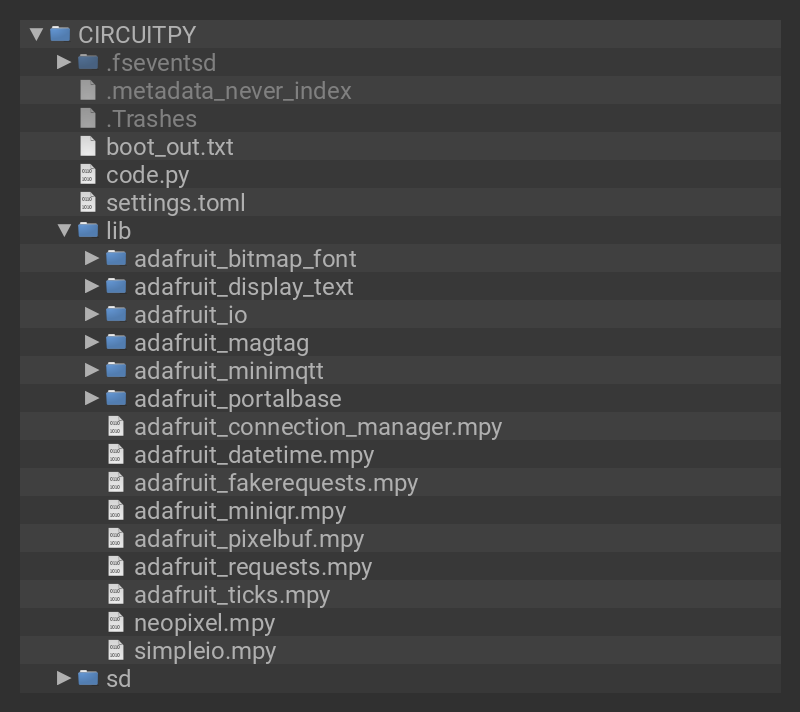 CIRCUITPY
.fseventsd
.metadata_never_index
.Trashes
boot_out.txt
code.py
settings.toml
lib
adafruit_bitmap_font
adafruit_display_text
adafruit_io
adafruit_magtag
adafruit_minimqtt
adafruit_portalbase
adafruit_connection_manager.mpy
adafruit_datetime.mpy
adafruit_fakerequests.mpy
adafruit_miniqr.mpy
adafruit_pixelbuf.mpy
adafruit_requests.mpy
adafruit_ticks.mpy
neopixel.mpy
simpleio.mpy
sd